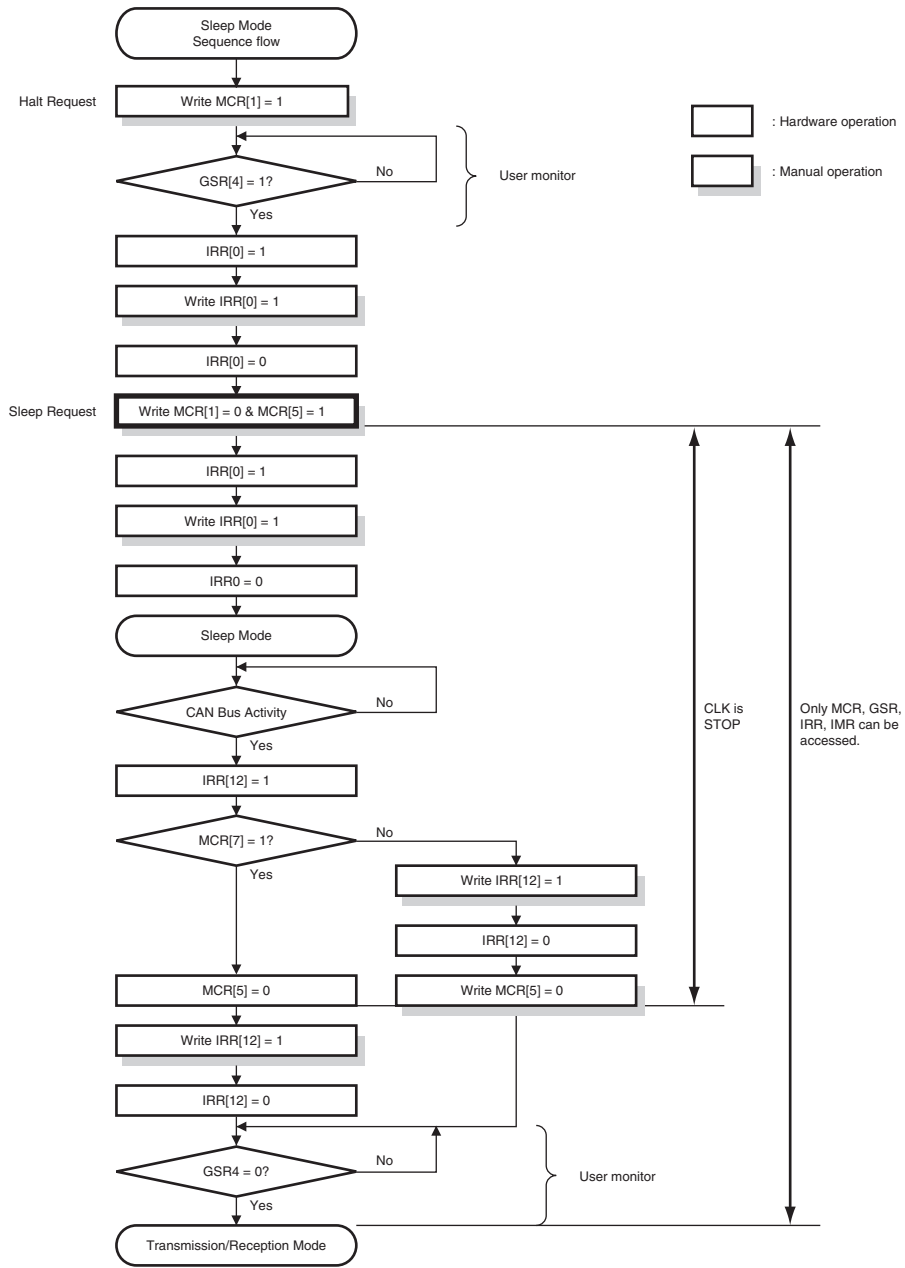 Sleep Mode
Sequence flow
Halt Request
Write MCR[1] = 1
: Hardware operation
: Manual operation
GSR[4] = 1?
No
User monitor
Yes
IRR[0] = 1
Write IRR[0] = 1
IRR[0] = 0
Sleep Request
Write MCR[1] = 0 & MCR[5] = 1
IRR[0] = 1
Write IRR[0] = 1
IRR0 = 0
Sleep Mode
CAN Bus Activity
No
CLK is
STOP
Only MCR, GSR,
IRR, IMR can be
accessed.
Yes
IRR[12] = 1
MCR[7] = 1?
No
Yes
Write IRR[12] = 1
IRR[12] = 0
MCR[5] = 0
Write MCR[5] = 0
Write IRR[12] = 1
IRR[12] = 0
GSR4 = 0?
No
User monitor
Yes
Transmission/Reception Mode